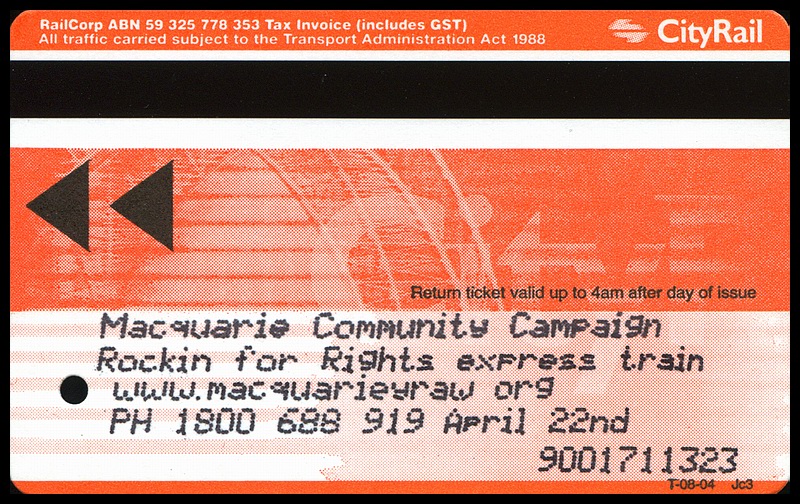 RailCorp ABN 59 325 778 353 Tax Invoice (includes GST)
All traffic carried subject to the Transport Administration Act 1988
CityRail
Return ticket valid up to 4am after day of issue
Macquarie Community Campaign
Rockin for Rights express train
www.macquarieyraw org
PH 1800 688 919 April 22nd
9001711323
T-08-04 Jc3